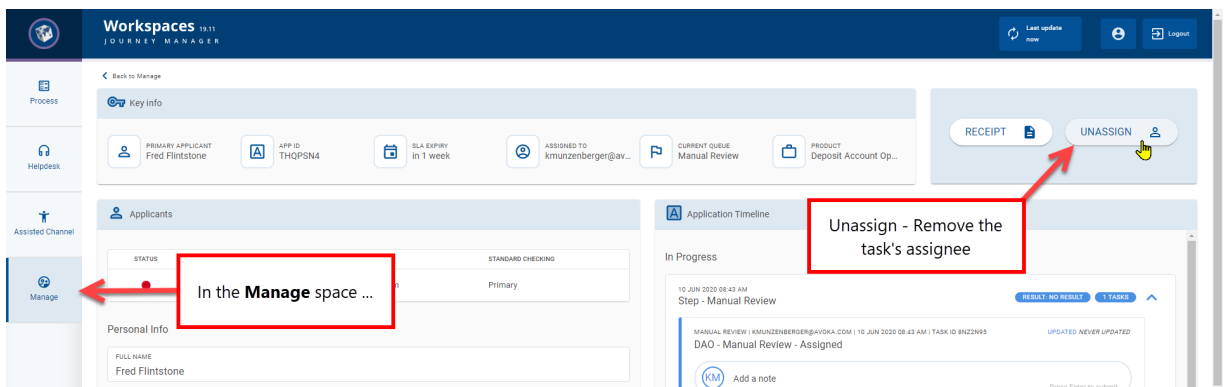 Workspaces 19.11
JOURNEY MANAGER
Last update
now
Logout
Process
Helpdesk
Assisted Channel
Manage
Back to Manage
Key info
PRIMARY APPLICANT
Fred Flintstone
APP ID
THQPSN4
SLA EXPIRY
in 1 week
ASSIGNED TO
kmunzenberger@av...
CURRENT QUEUE
Manual Review
PRODUCT
Deposit Account Op...
RECEIPT
UNASSIGN
Unassign - Remove the
task's assignee
Applicants
STATUS
STANDARD CHECKING
Primary
In the Manage space ...
Personal Info
FULL NAME
Fred Flintstone
A Application Timeline
In Progress
10 JUN 2020 08:43 AM
Step - Manual Review
RESULT: NO RESULT
1 TASKS
MANUAL REVIEW | KMUNZENBERGER@AVOKA.COM | 10 JUN 2020 08:43 AM | TASK ID 8NZ2N95
UPDATED NEVER UPDATED
DAO - Manual Review - Assigned
KM
Add a note